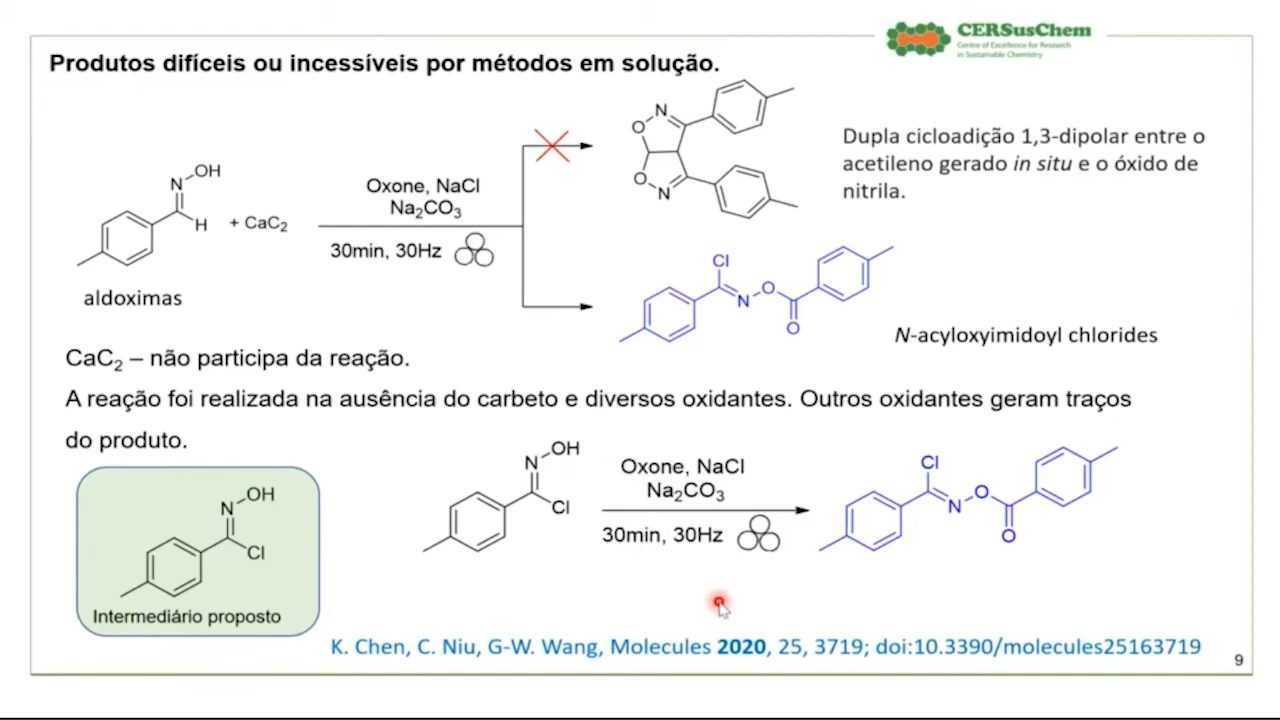 CERSusChem
Centre of Excellence for Research
in Sustainable Chemistry
Produtos difíceis ou incessíveis por métodos em solução.
N OH
H
+ CaC2
aldoximas
Oxone, NaCl
Na2CO3
30min, 30Hz
N
O
O
N
Dupla cicloadição 1,3-dipolar entre o
acetileno gerado in situ e o óxido de
nitrila.
Cl
N O
O
N-acyloxyimidoyl chlorides
CaC2 – não participa da reação.
A reação foi realizada na ausência do carbeto e diversos oxidantes. Outros oxidantes geram traços
do produto.
N OH
Cl
Intermediário proposto
N OH
Cl
Oxone, NaCl
Na2CO3
30min, 30Hz
Cl
N O
O
K. Chen, C. Niu, G-W. Wang, Molecules 2020, 25, 3719; doi:10.3390/molecules25163719
9